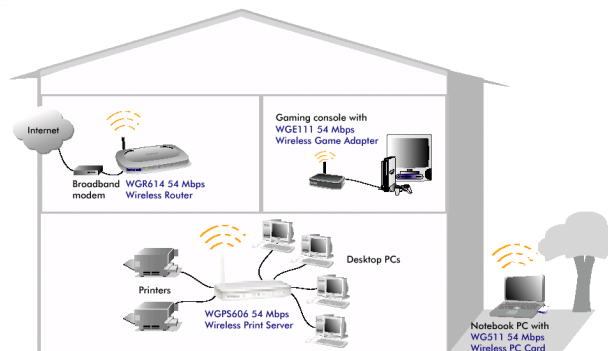 Internet
Broadband
modem
WGR614 54 Mbps
Wireless Router
Gaming console with
WGE111 54 Mbps
Wireless Game Adapter
Printers
WGPS606 54 Mbps
Wireless Print Server
Desktop PCs
Notebook PC with
WG511 54 Mbps
Wireless PC Card